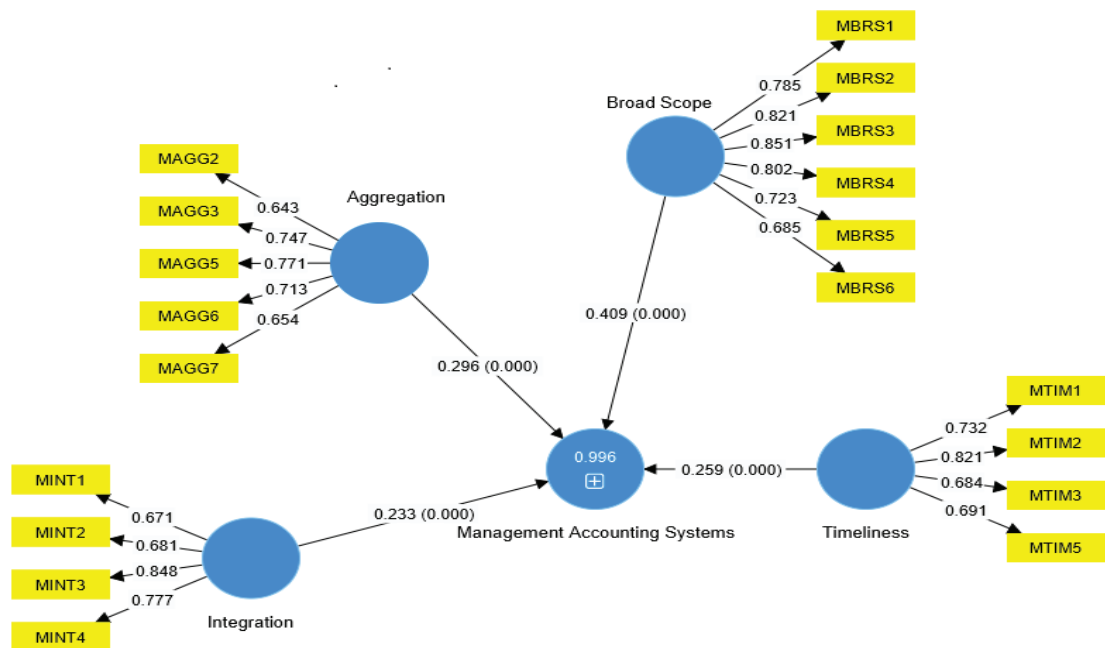 MBRS1
MBRS2
MBRS3
MBRS4
MBRS5
MBRS6
0.785
0.821
0.851
0.802
0.723
0.685
Broad Scope
MAGG2
MAGG3
MAGG5
MAGG6
MAGG7
0.643
0.747
0.771
0.713
0.654
Aggregation
0.409 (0.000)
0.296 (0.000)
MTIM1
MTIM2
MTIM3
MTIM5
0.732
0.821
0.684
0.691
0.996
0.259 (0.000)
Management Accounting Systems
Timeliness
MINT1
MINT2
MINT3
MINT4
0.671
0.681
0.848
0.777
0.233 (0.000)
Integration